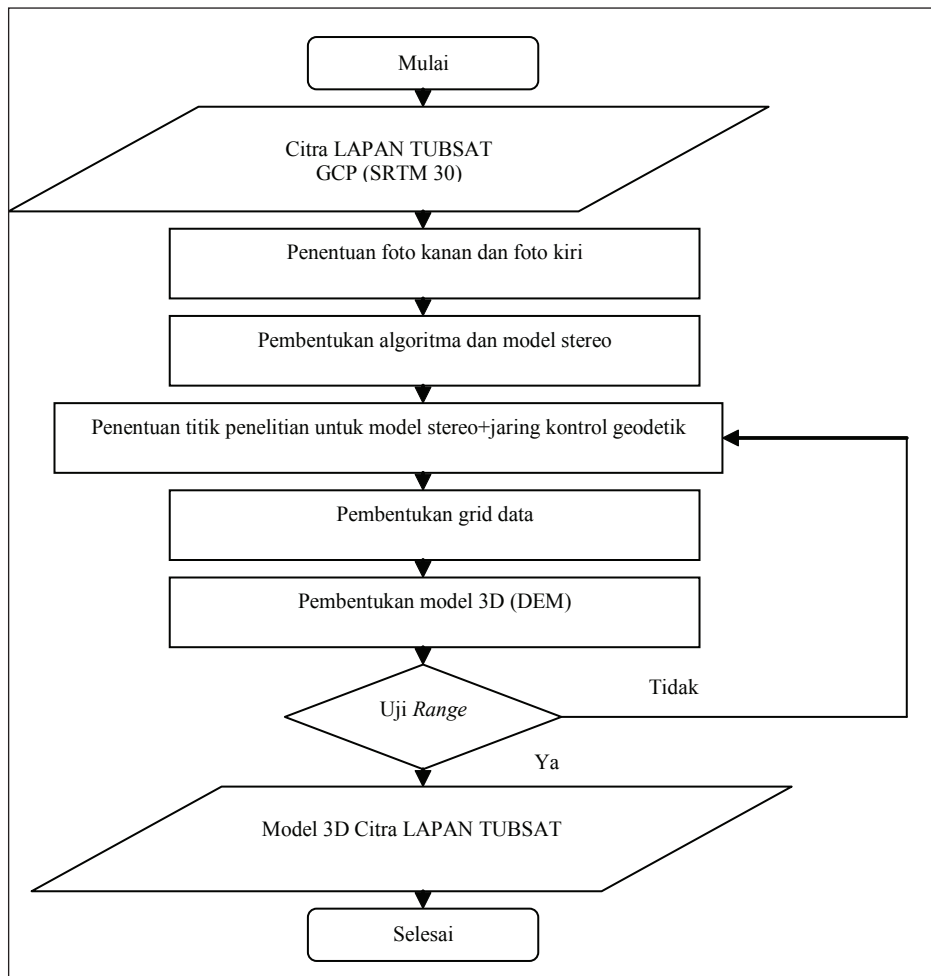 Mulai
Citra LAPAN TUBSAT
GCP (SRTM 30)
Penentuan foto kanan dan foto kiri
Pembentukan algoritma dan model stereo
Penentuan titik penelitian untuk model stereo+jaring kontrol geodetik
Pembentukan grid data
Pembentukan model 3D (DEM)
Uji Range
Tidak
Ya
Model 3D Citra LAPAN TUBSAT
Selesai